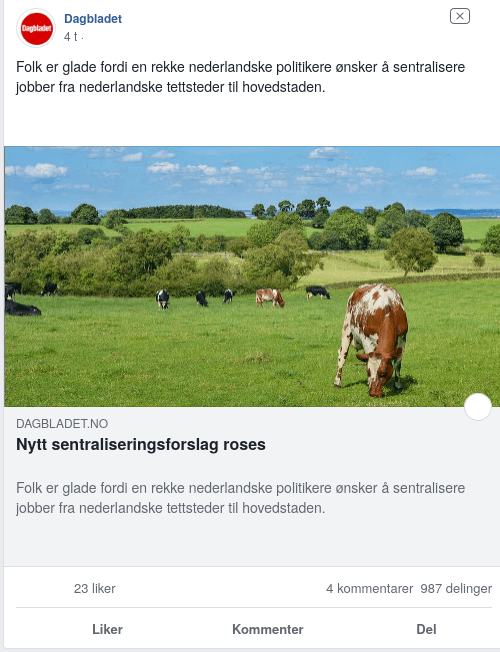 Dagbladet
Dagbladet
4 t ·
Folk er glade fordi en rekke nederlandske politikere ønsker å sentralisere
jobber fra nederlandske tettsteder til hovedstaden.
DAGBLADET.NO
Nytt sentraliseringsforslag roses
Folk er glade fordi en rekke nederlandske politikere ønsker å sentralisere
jobber fra nederlandske tettsteder til hovedstaden.
23 liker
4 kommentarer 987 delinger
Liker Kommenter Del